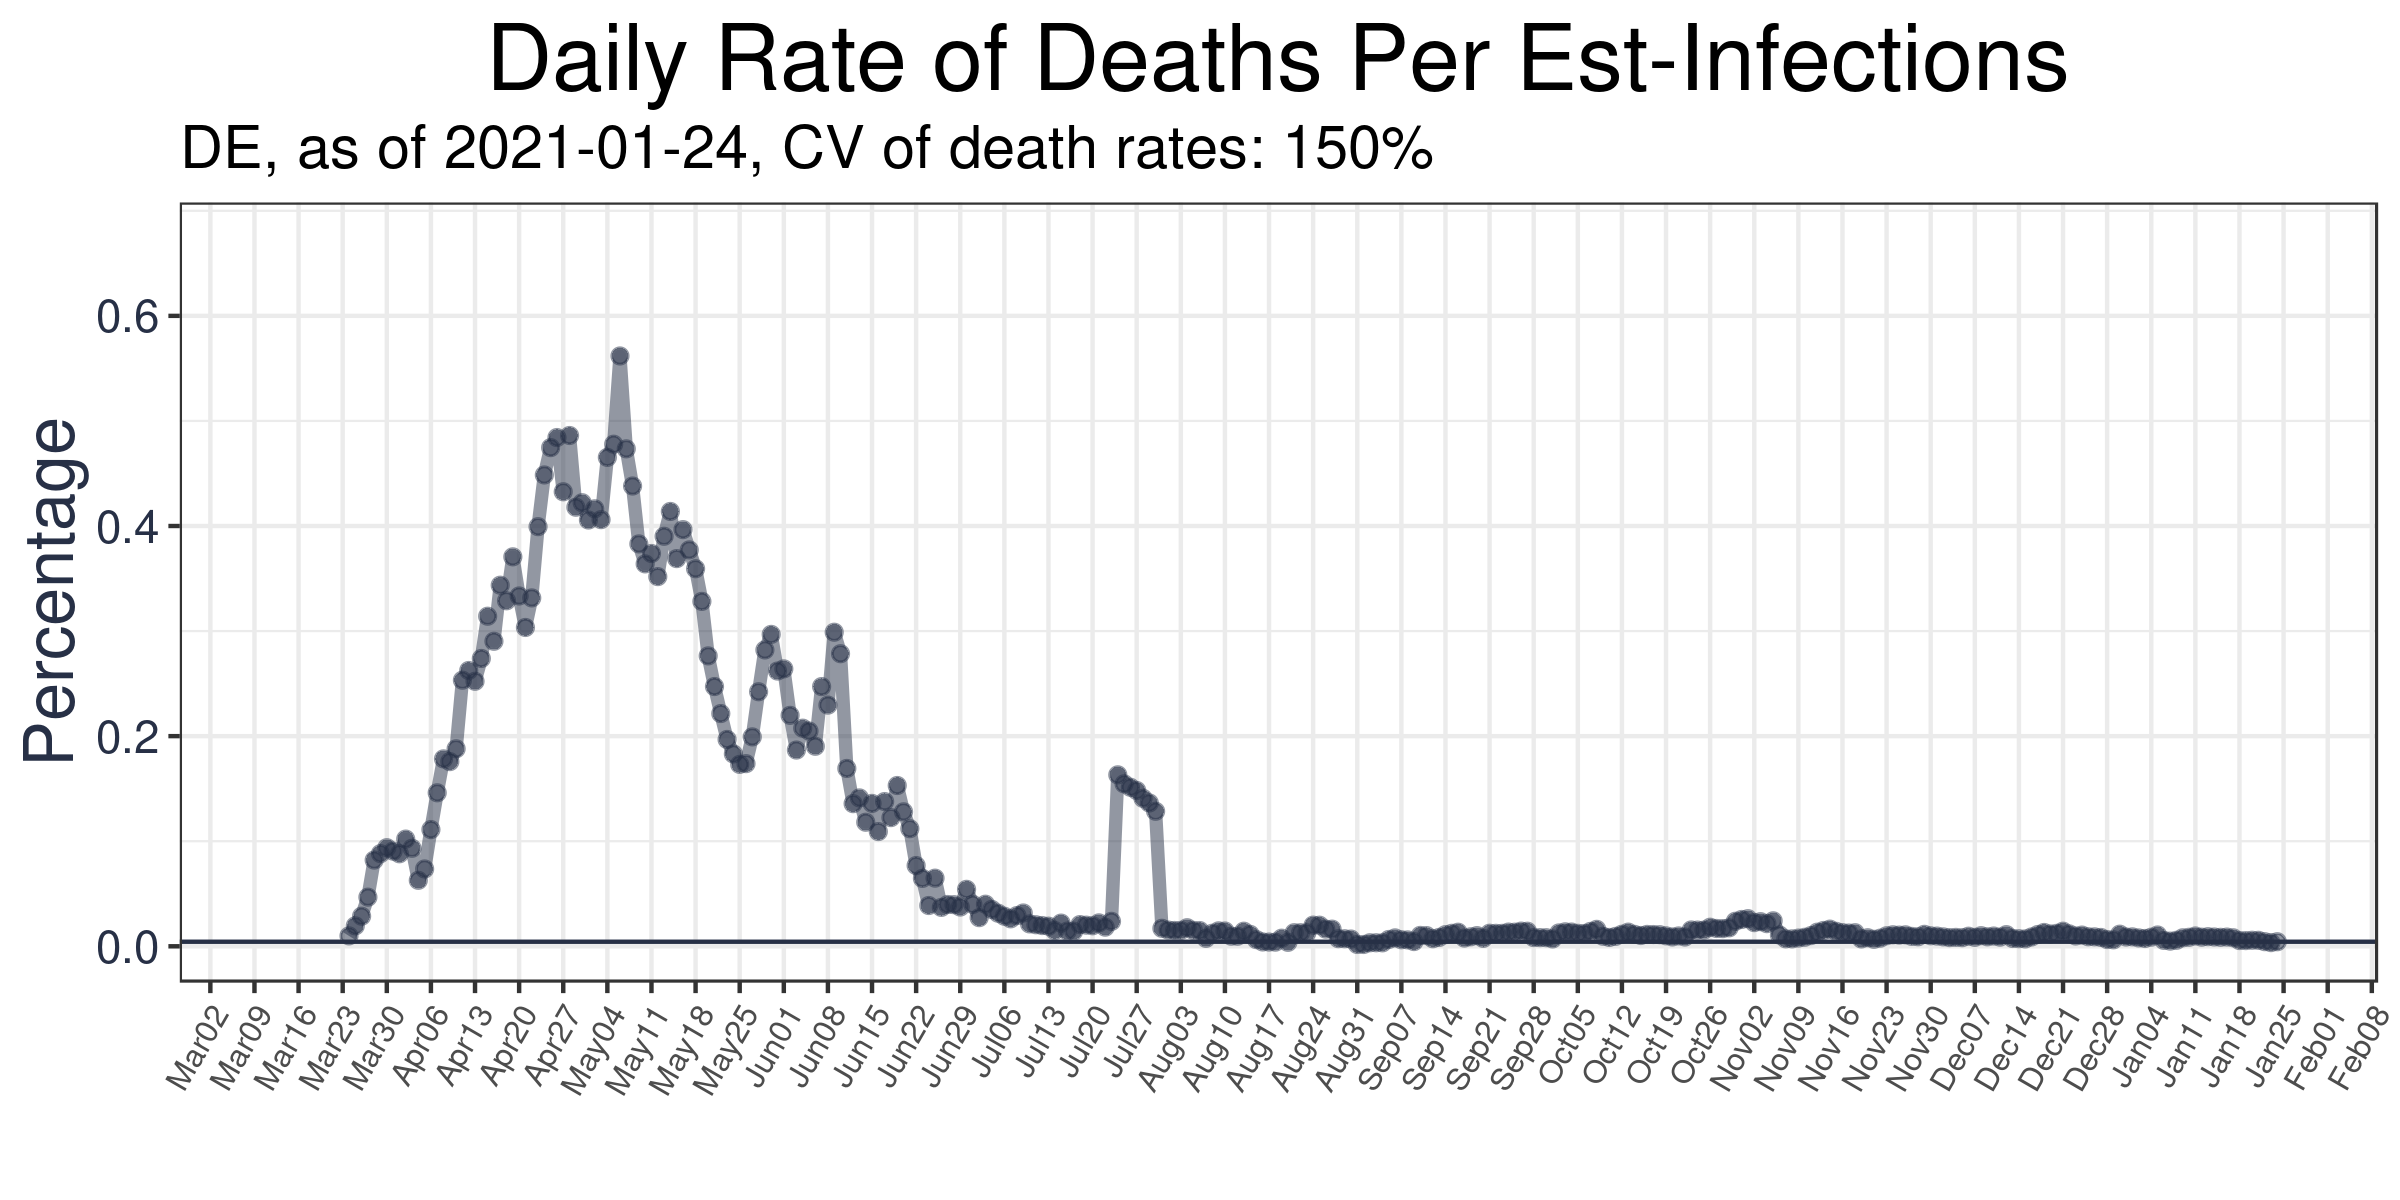 Daily Rate of Deaths Per Est-Infections
DE, as of 2021-01-24, CV of death rates: 150%
Percentage
0.6
0.4
0.2
0.0
Mar02 Mar09 Mar16 Mar23 Mar30 Apr06 Apr13 Apr20 Apr27 May04 May11 May18 May25 Jun01 Jun08 Jun15 Jun22 Jun29 Jul06 Jul13 Jul20 Jul27 Aug03 Aug10 Aug17 Aug24 Aug31 Sep07 Sep14 Sep21 Sep28 Oct05 Oct12 Oct19 Oct26 Nov02 Nov09 Nov16 Nov23 Nov30 Dec07 Dec14 Dec21 Dec28 Jan04 Jan11 Jan18 Jan25 Feb01 Feb08